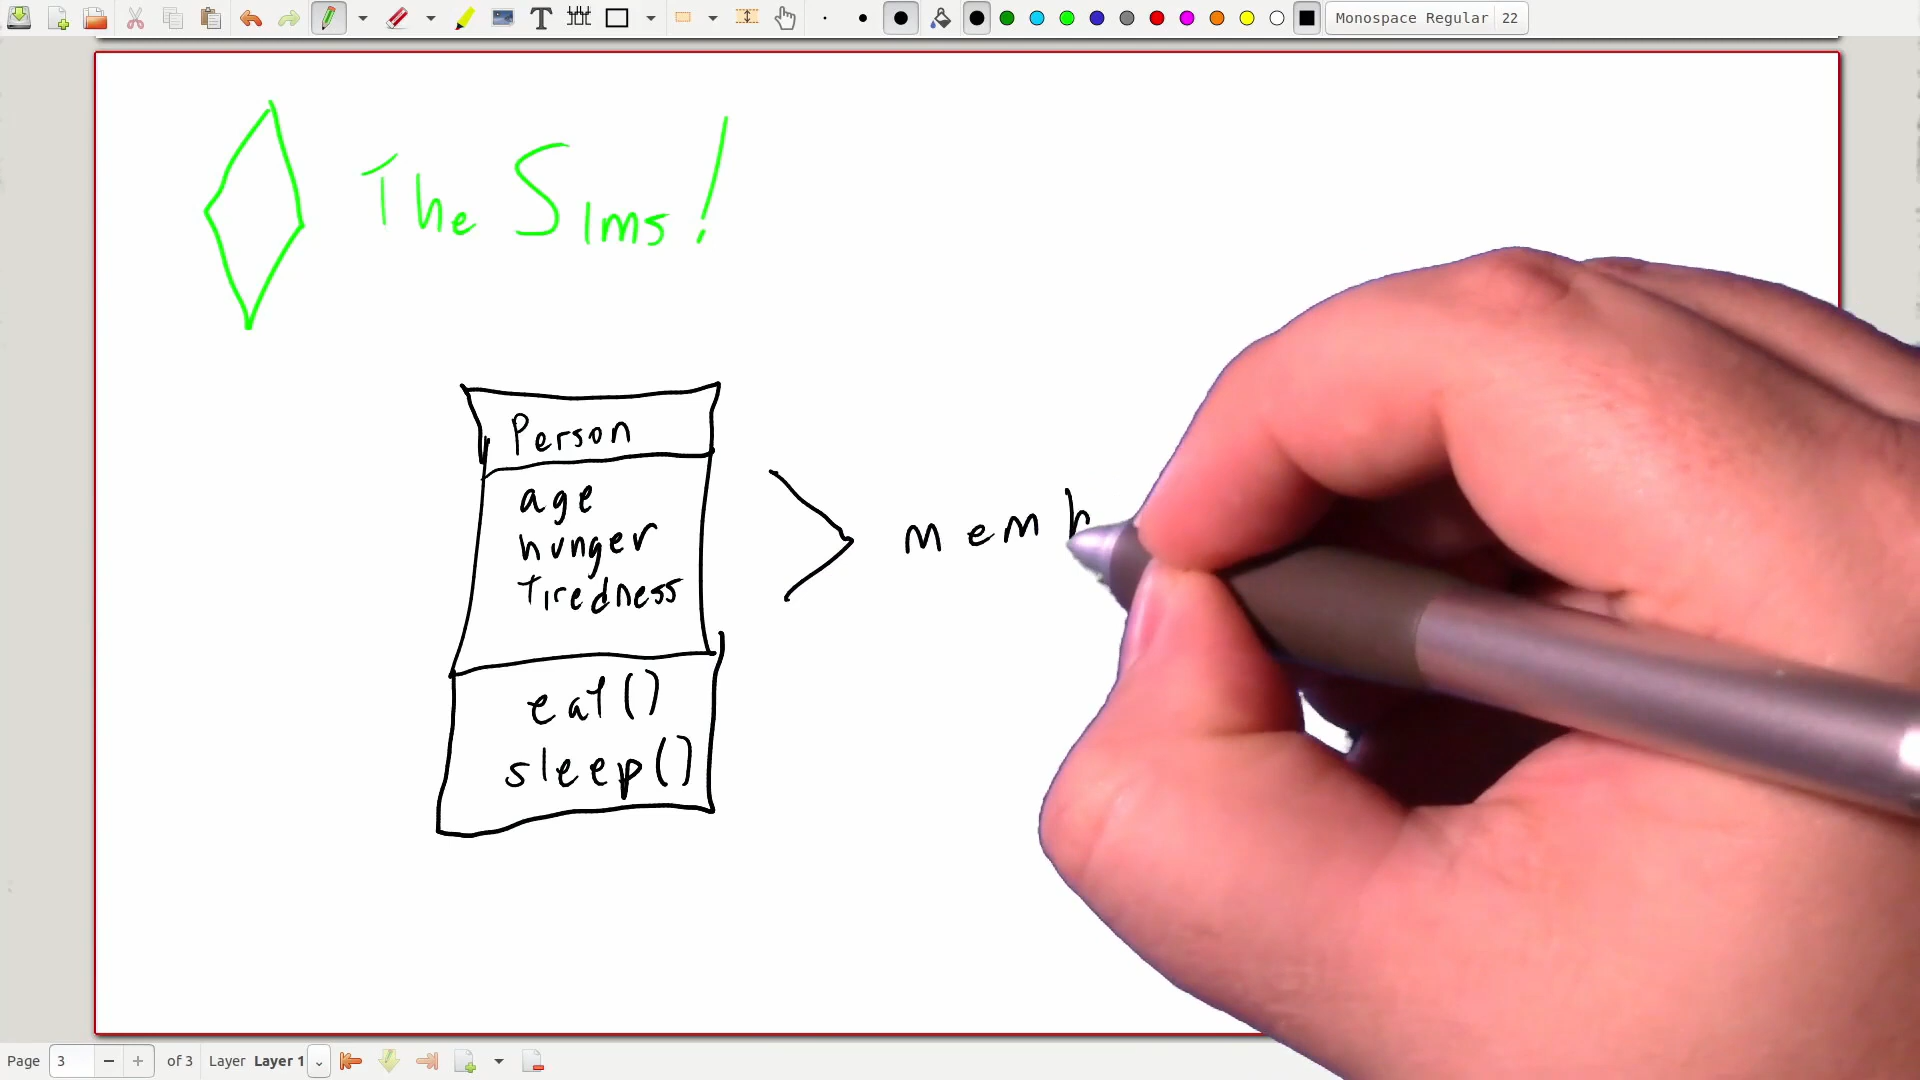 Monospace Regular 22
The Sims!
Person
age
hunger
Tiredness
memb
eat()
sleep()
Page 3 of 3 Layer Layer 1